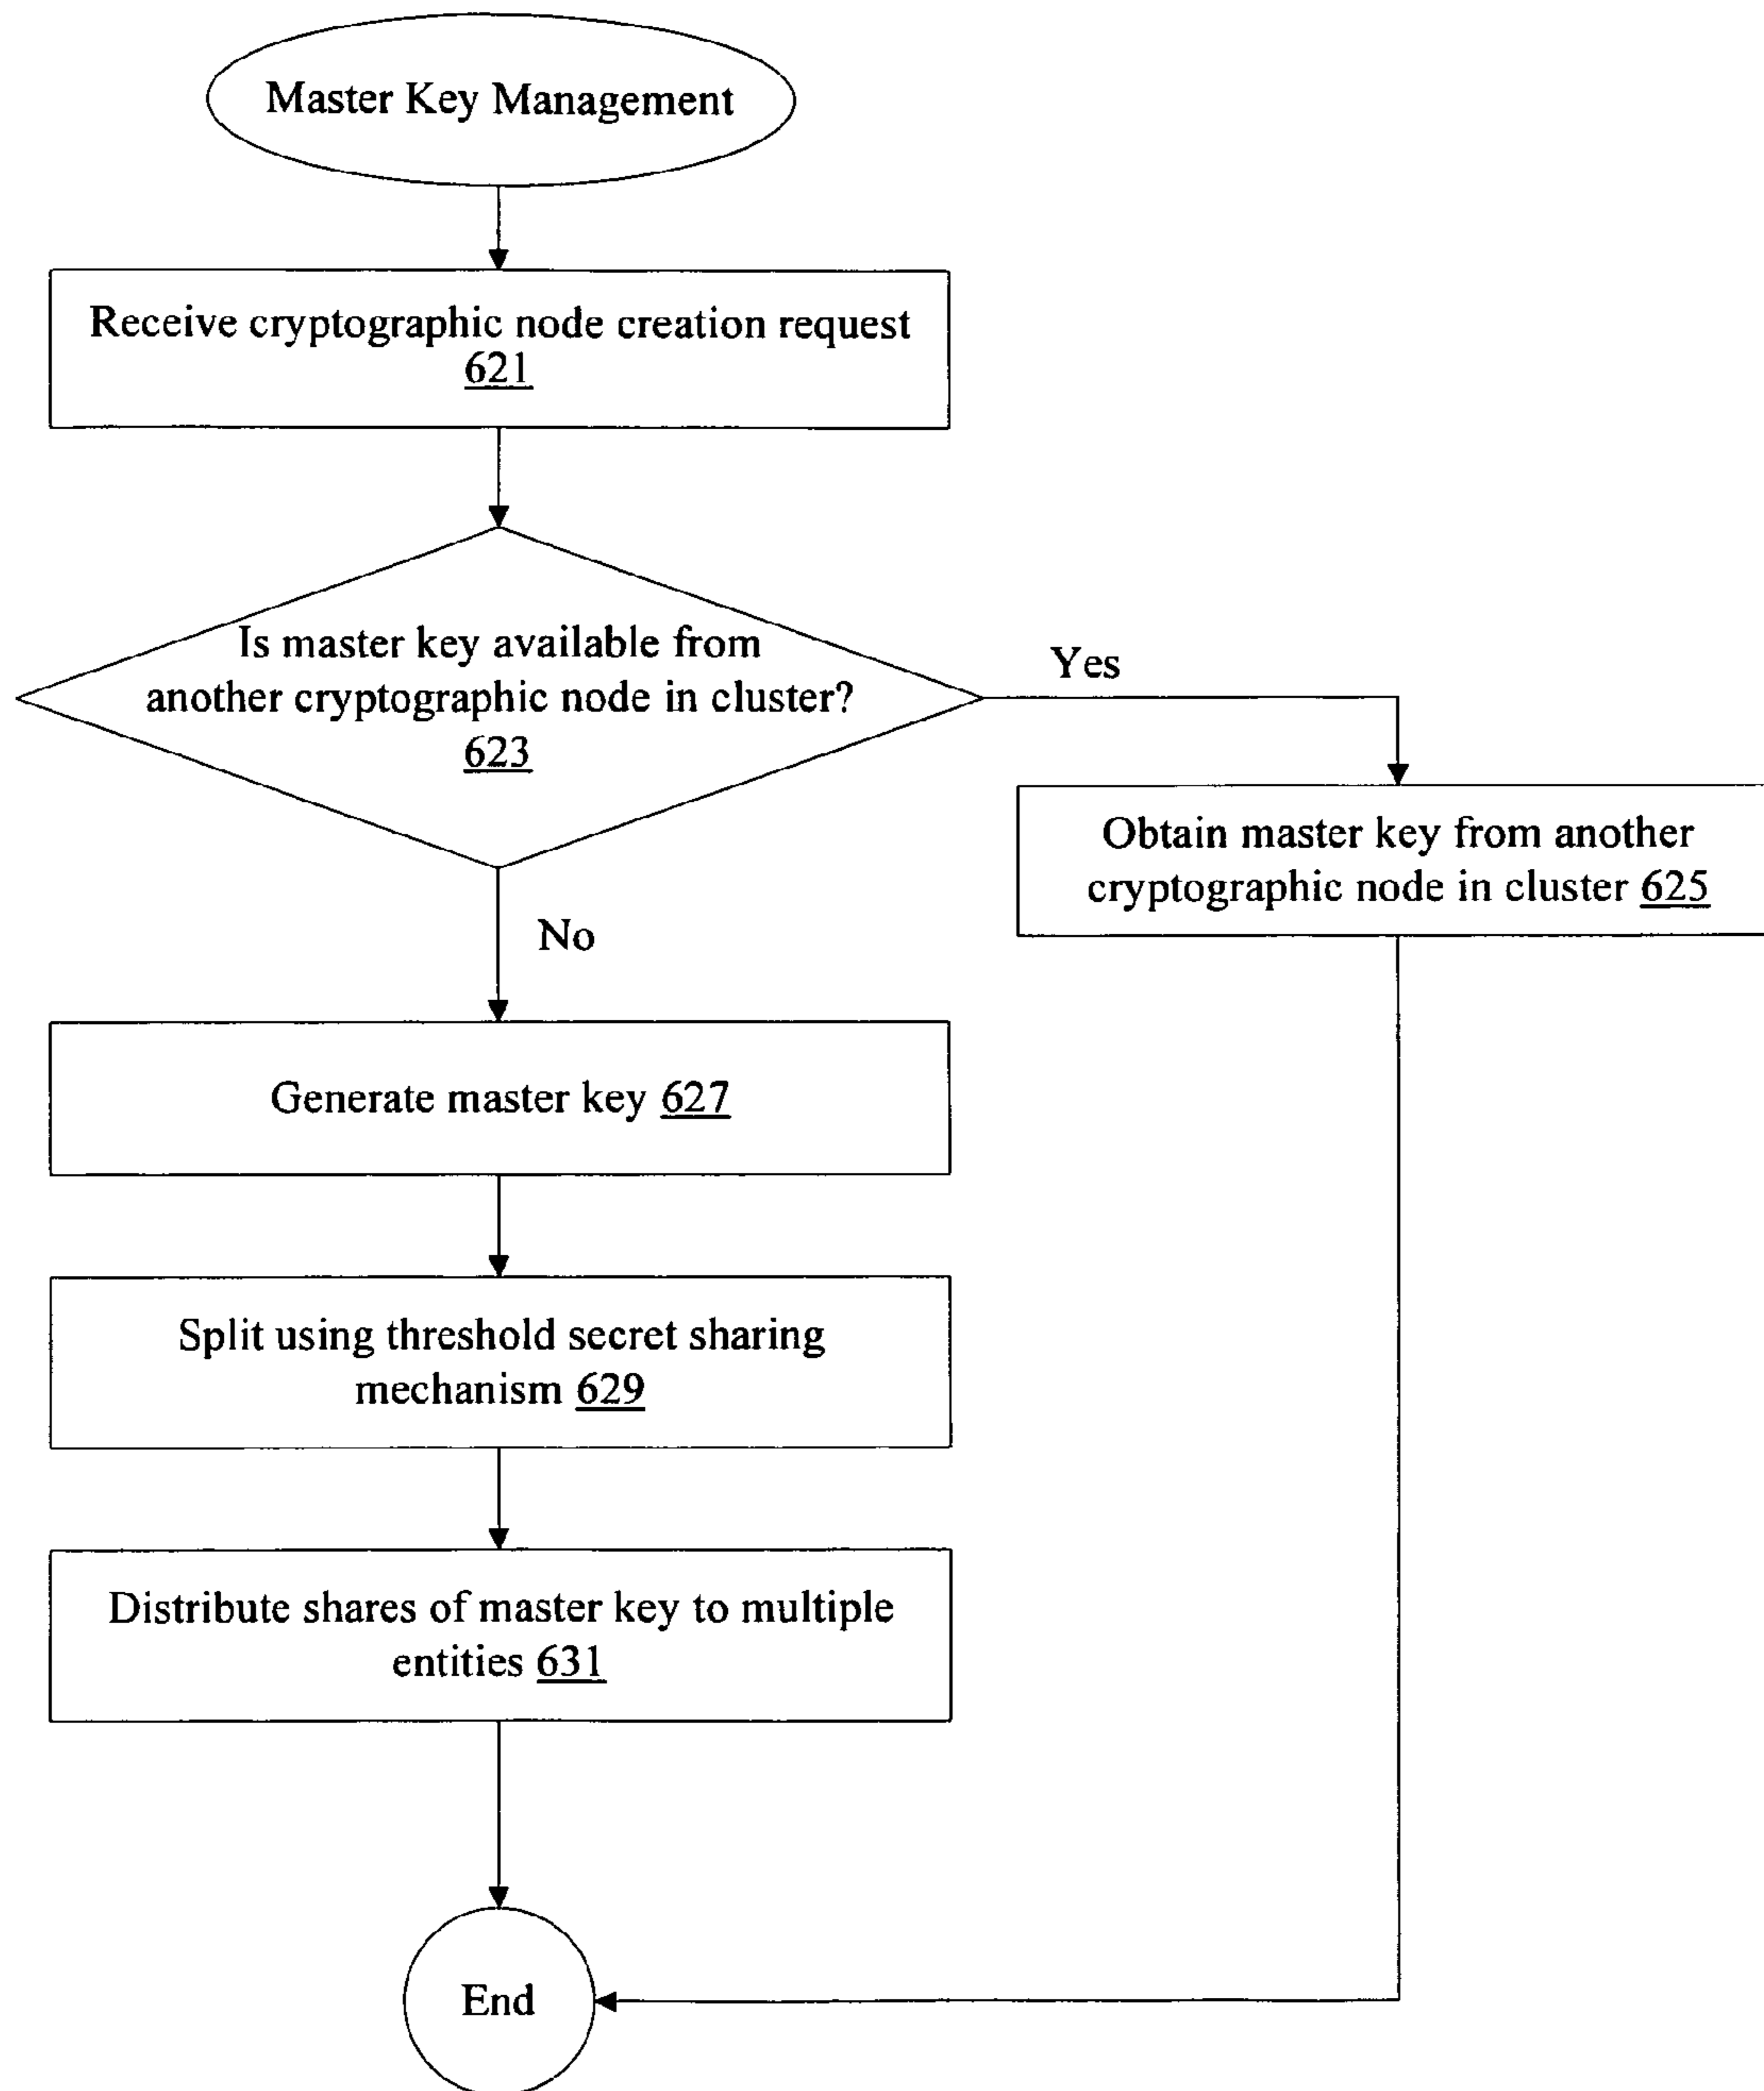 Master Key Management
Receive cryptographic node creation request
621
Is master key available from
another cryptographic node in cluster?
623
Yes
Obtain master key from another
cryptographic node in cluster 625
No
Generate master key 627
Split using threshold secret sharing
mechanism 629
Distribute shares of master key to multiple
entities 631
End